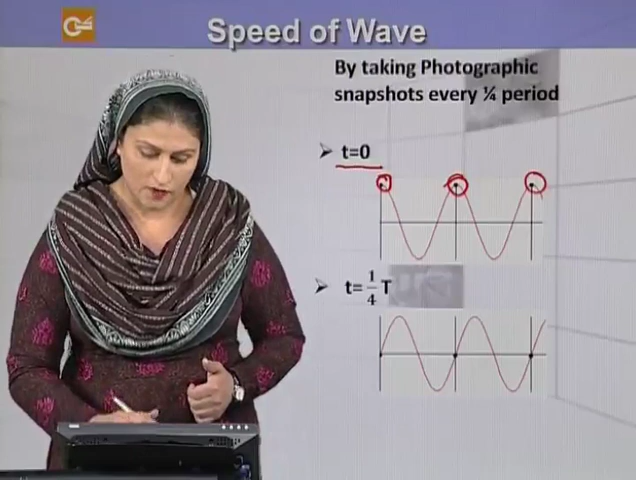 Speed of Wave
By taking Photographic
snapshots every ¼ period
➢ t=0
➢ t=1/4 T